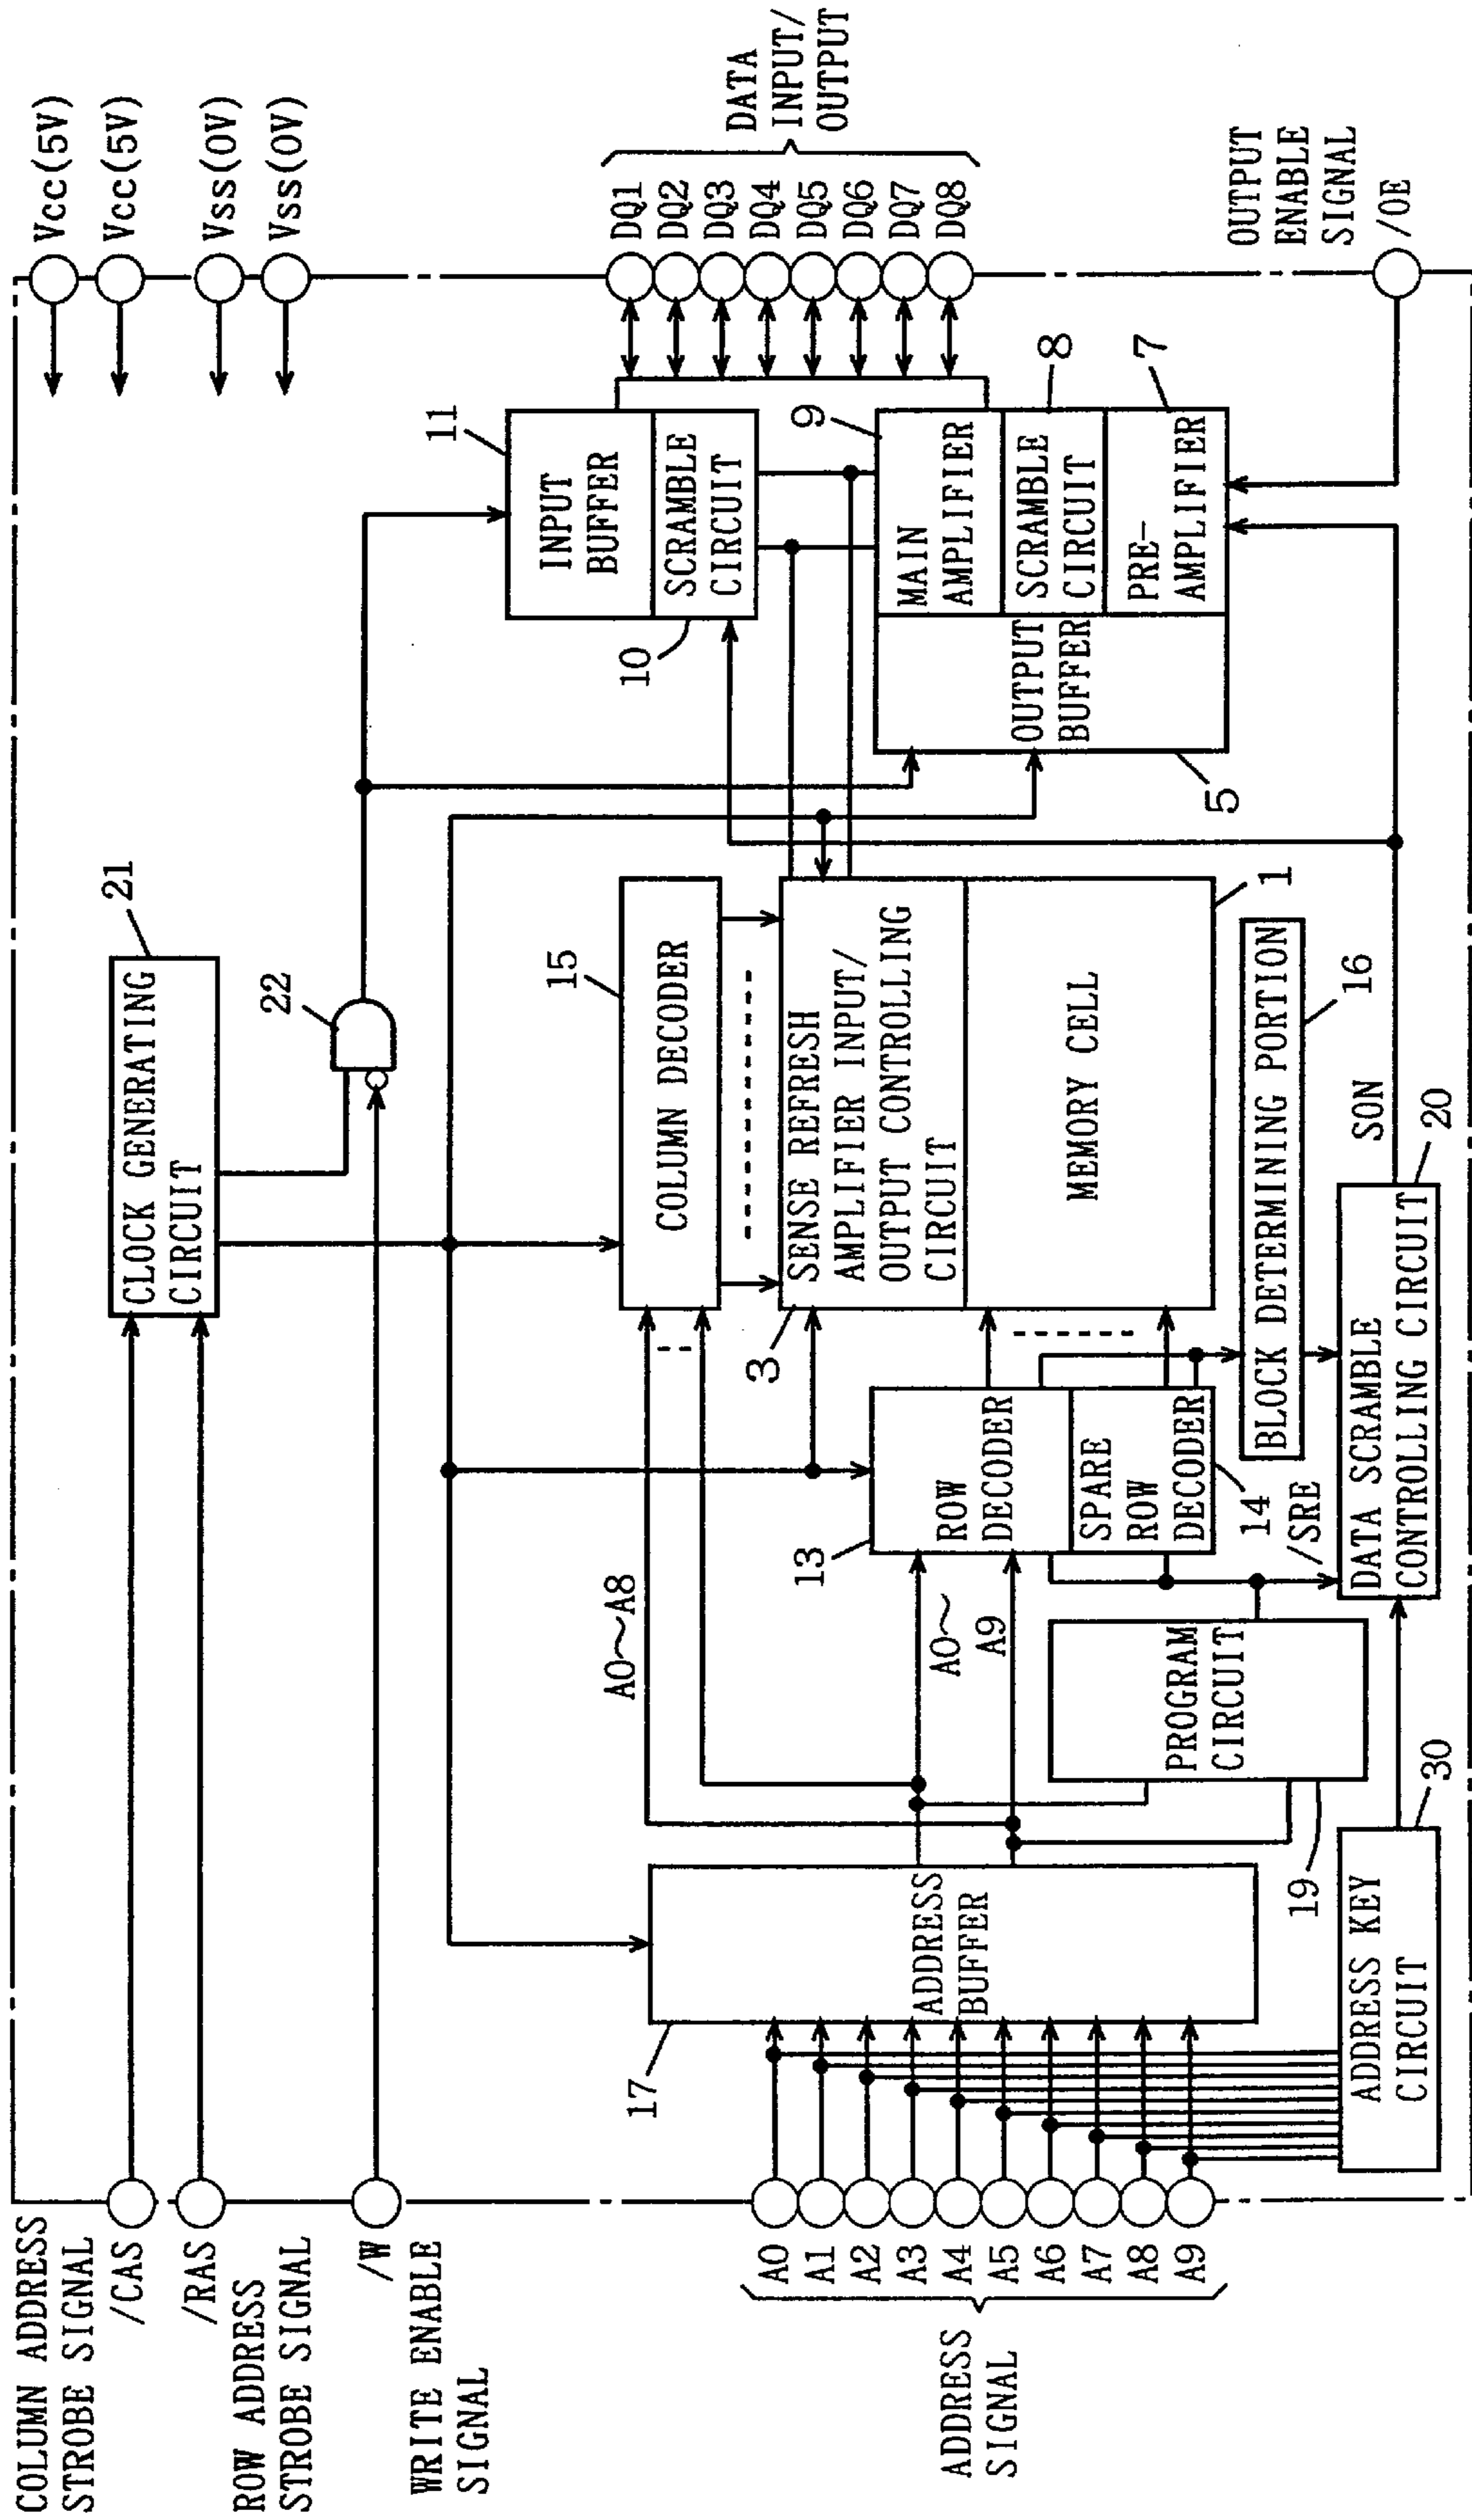 COLUMN ADDRESS
STROBE SIGNAL
/CAS
/RAS
ROW ADDRESS
STROBE SIGNAL
/W
WRITE ENABLE
SIGNAL
ADDRESS
SIGNAL
A0
A1
A2
A3
A4
A5
A6
A7
A8
A9
CLOCK GENERATING
CIRCUIT
21
22
Vcc(5V)
Vcc(5V)
Vss(0V)
Vss(0V)
17
ADDRESS
BUFFER
A0~A8
A0~
A9
COLUMN DECODER
15
3
SENSE REFRESH
AMPLIFIER INPUT/
OUTPUT CONTROLLING
CIRCUIT
MEMORY CELL
1
13
ROW
DECODER
SPARE
ROW
DECODER
14
PROGRAM
CIRCUIT
19
/SRE
BLOCK DETERMINING PORTION
16
ADDRESS KEY
CIRCUIT
30
DATA SCRAMBLE
CONTROLLING CIRCUIT
20
SON
11
INPUT
BUFFER
SCRAMBLE
CIRCUIT
10
9
MAIN
AMPLIFIER
8
SCRAMBLE
CIRCUIT
7
PRE-
AMPLIFIER
OUTPUT
BUFFER
5
DQ1
DQ2
DQ3
DQ4
DQ5
DQ6
DQ7
DQ8
DATA
INPUT/
OUTPUT
OUTPUT
ENABLE
SIGNAL
/OE